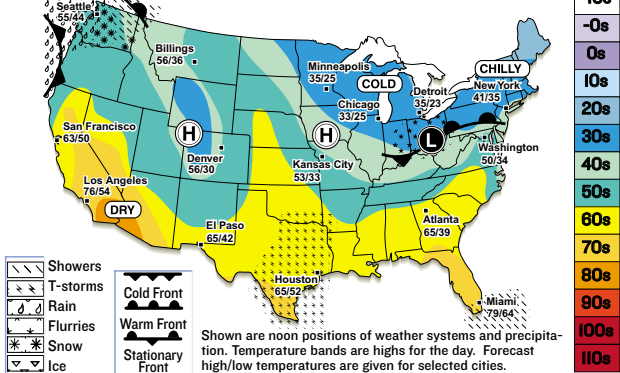 -10s
-0s
0s
10s
20s
30s
40s
50s
60s
70s
80s
90s
100s
110s
Seattle
55/44
Billings
56/36
Minneapolis
35/25
COLD
CHILLY
Detroit
35/23
New York
41/35
Chicago
33/25
San Francisco
63/50
H
H
L
Denver
56/30
Kansas City
53/33
Washington
50/34
Los Angeles
76/54
DRY
El Paso
65/42
Atlanta
65/39
Houston
65/52
Miami
79/64
Showers
T-storms
Rain
Flurries
Snow
Ice
Cold Front
Warm Front
Stationary
Front
Shown are noon positions of weather systems and precipita-
tion. Temperature bands are highs for the day. Forecast
high/low temperatures are given for selected cities.